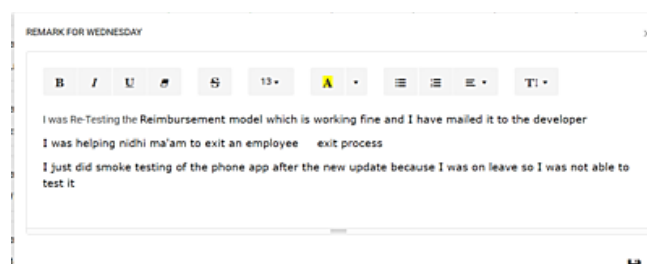 REMARK FOR WEDNESDAY
B I U S 13 A T
I was Re-Testing the Reimbursement model which is working fine and I have mailed it to the developer
I was helping nidhi ma'am to exit an employee exit process
I just did smoke testing of the phone app after the new update because I was on leave so I was not able to
test it